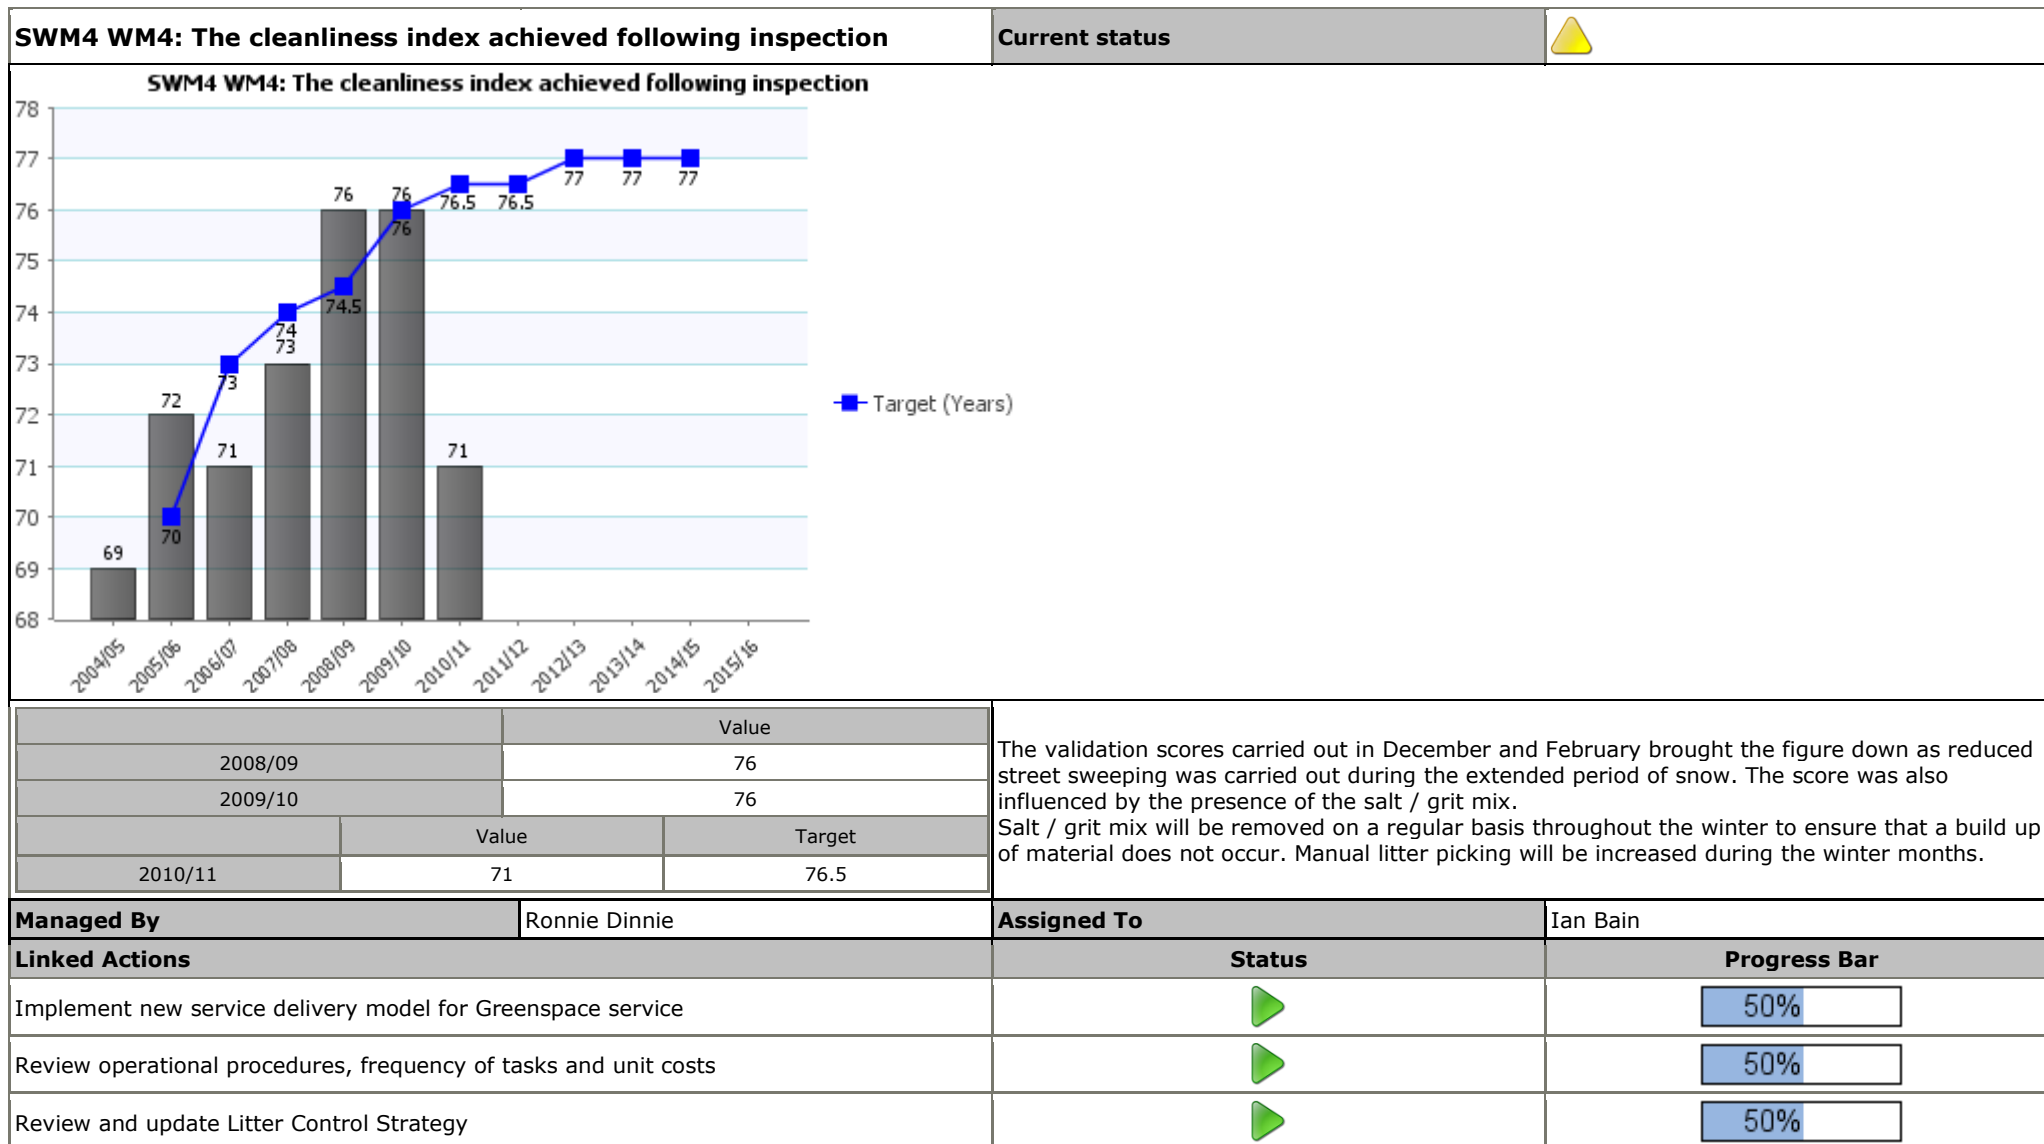 SWM4 WM4: The cleanliness index achieved following inspection
Current status
SWM4 WM4: The cleanliness index achieved following inspection
78
77
76
75
74
73
72
71
70
69
68
69
72
71
73
76
76
71
70
73
74
74.5
76
76.5
76.5
77
77
77
2004/05
2005/06
2006/07
2007/08
2008/09
2009/10
2010/11
2011/12
2012/13
2013/14
2014/15
2015/16
Target (Years)
Value
2008/09 76
2009/10 76
Value Target
2010/11 71 76.5
The validation scores carried out in December and February brought the figure down as reduced
street sweeping was carried out during the extended period of snow. The score was also
influenced by the presence of the salt / grit mix.
Salt / grit mix will be removed on a regular basis throughout the winter to ensure that a build up
of material does not occur. Manual litter picking will be increased during the winter months.
Managed By Ronnie Dinnie Assigned To Ian Bain
Linked Actions Status Progress Bar
Implement new service delivery model for Greenspace service 50%
Review operational procedures, frequency of tasks and unit costs 50%
Review and update Litter Control Strategy 50%